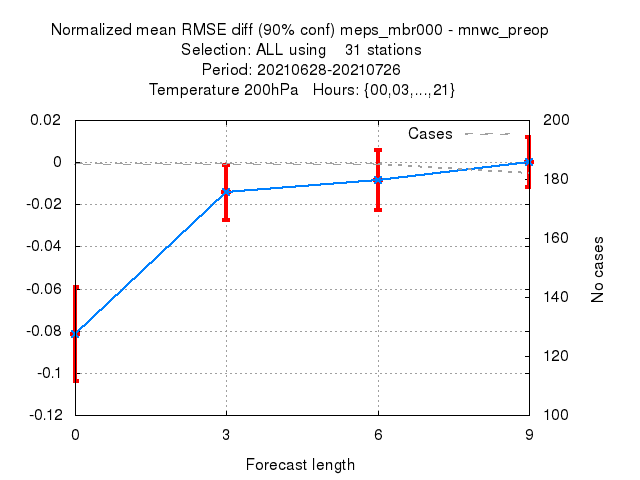 Normalized mean RMSE diff (90% conf) meps_mbr000 - mnwc_preop
Selection: ALL using 31 stations
Period: 20210628-20210726
Temperature 200hPa Hours: {00,03,...,21}
Cases
0.02
0
-0.02
-0.04
-0.06
-0.08
-0.1
-0.12
200
180
160
140
120
100
No cases
0 3 6 9
Forecast length